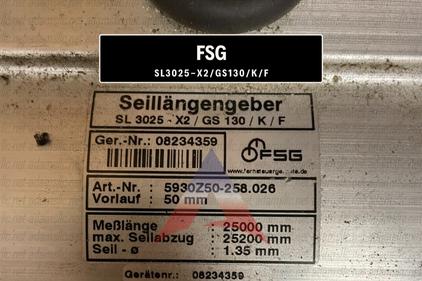 FSG
SL3025-X2/GS130/K/F
Seillängengeber
SL 3025 - X2 / GS 130 / K / F
Ger.-Nr.: 08234359
FSG
Art.-Nr. : 5930Z50-258.026
Vorlauf : 50 mm
Meßlänge : 25000 mm
max. Seilabzug : 25200 mm
Seil - ø : 1.35 mm
Gerätenr.: 08234359